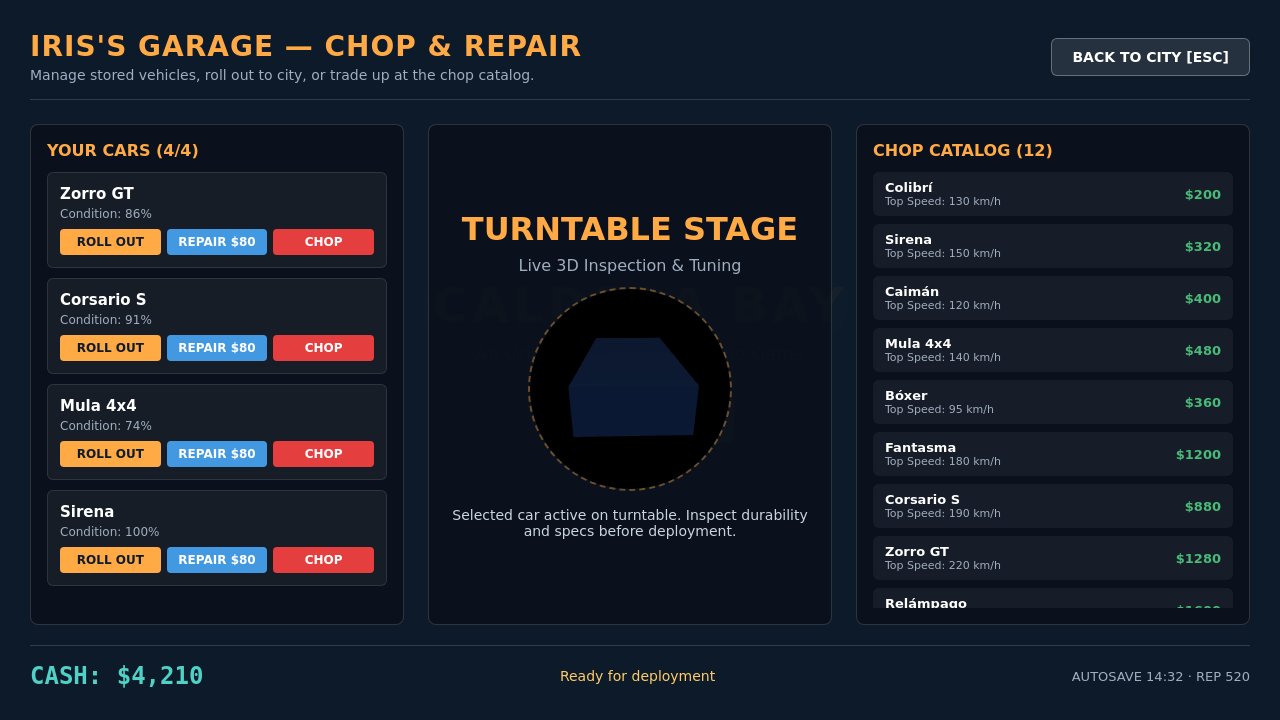 IRIS'S GARAGE — CHOP & REPAIR
Manage stored vehicles, roll out to city, or trade up at the chop catalog.
BACK TO CITY [ESC]
YOUR CARS (4/4)
Zorro GT
Condition: 86%
ROLL OUT
REPAIR $80
CHOP
Corsario S
Condition: 91%
ROLL OUT
REPAIR $80
CHOP
Mula 4x4
Condition: 74%
ROLL OUT
REPAIR $80
CHOP
Sirena
Condition: 100%
ROLL OUT
REPAIR $80
CHOP
TURNTABLE STAGE
Live 3D Inspection & Tuning
BAY
Selected car active on turntable. Inspect durability
and specs before deployment.
CHOP CATALOG (12)
Colibrí
Top Speed: 130 km/h
$200
Sirena
Top Speed: 150 km/h
$320
Caimán
Top Speed: 120 km/h
$400
Mula 4x4
Top Speed: 140 km/h
$480
Bóxer
Top Speed: 95 km/h
$360
Fantasma
Top Speed: 180 km/h
$1200
Corsario S
Top Speed: 190 km/h
$880
Zorro GT
Top Speed: 220 km/h
$1280
Relámpago
CASH: $4,210
Ready for deployment
AUTOSAVE 14:32 · REP 520